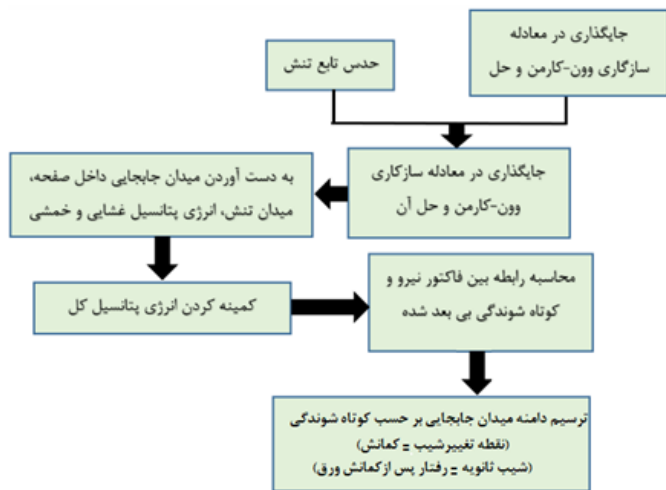 جایگذاری در معادله
سازگاری وون-کارمن و حل
حدس تابع تنش
جایگذاری در معادله سازکاری
وون-کارمن و حل آن
به دست آوردن میدان جابجایی داخل صفحه،
میدان تنش، انرژی پتانسیل غشایی و خمشی
کمینه کردن انرژی پتانسیل کل
محاسبه رابطه بین فاکتور نیرو و
کوتاه شوندگی بی بعد شده
ترسیم دامنه میدان جابجایی بر حسب کوتاه شوندگی
(نقطه تغییرشیب = کمانش)
(شیب ثانویه = رفتار پس ازکمانش ورق)